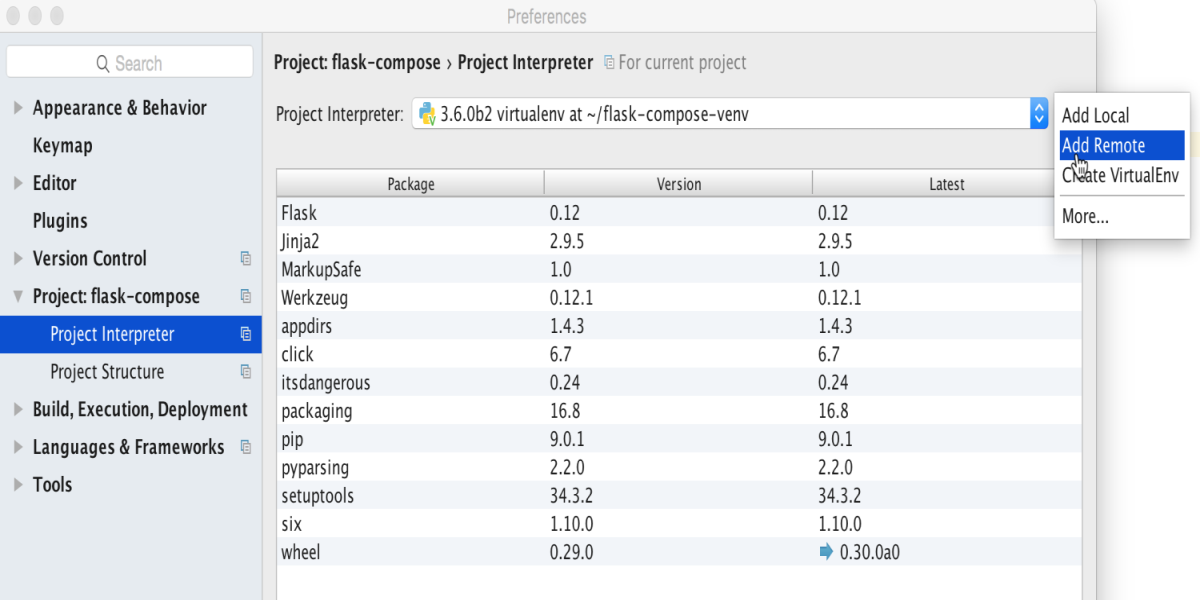 Preferences
Search
Appearance & Behavior
Keymap
Editor
Plugins
Version Control
Project: flask-compose
Project Interpreter
Project Structure
Build, Execution, Deployment
Languages & Frameworks
Tools
Project: flask-compose › Project Interpreter For current project
Project Interpreter: 3.6.0b2 virtualenv at ~/flask-compose-venv
Package Version Latest
Flask 0.12 0.12
Jinja2 2.9.5 2.9.5
MarkupSafe 1.0 1.0
Werkzeug 0.12.1 0.12.1
appdirs 1.4.3 1.4.3
click 6.7 6.7
itsdangerous 0.24 0.24
packaging 16.8 16.8
pip 9.0.1 9.0.1
pyparsing 2.2.0 2.2.0
setuptools 34.3.2 34.3.2
six 1.10.0 1.10.0
wheel 0.29.0 0.30.0a0
Add Local
Add Remote
Create VirtualEnv
More...